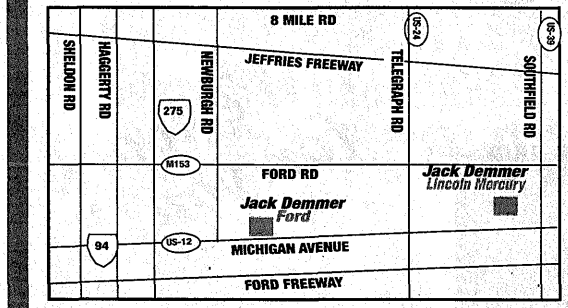 8 MILE RD
US-24
US-39
SHELDON RD
HAGGERTY RD
NEWBURGH RD
JEFFRIES FREEWAY
TELEGRAPH RD
SOUTHFIELD RD
275
M153
FORD RD
Jack Demmer
Lincoln Mercury
Jack Demmer
Ford
94
US-12
MICHIGAN AVENUE
FORD FREEWAY